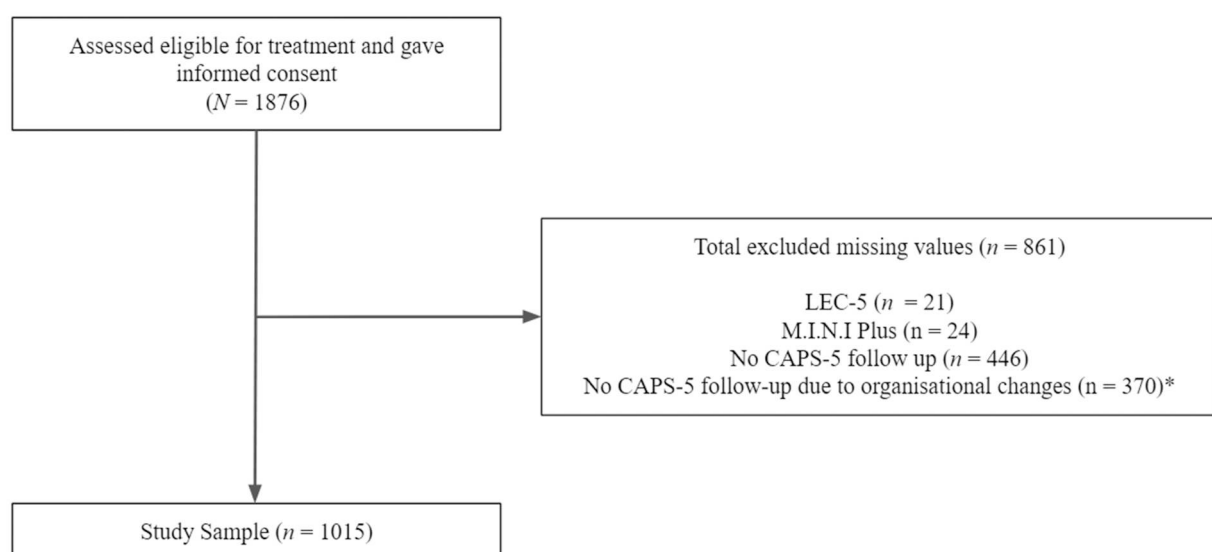 Assessed eligible for treatment and gave
informed consent
(N = 1876)
Total excluded missing values (n = 861)
LEC-5 (n = 21)
M.I.N.I Plus (n = 24)
No CAPS-5 follow up (n = 446)
No CAPS-5 follow-up due to organisational changes (n = 370)*
Study Sample (n = 1015)